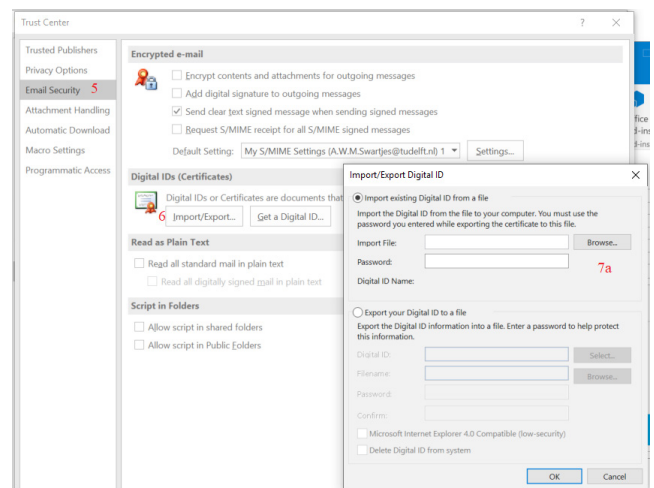 Trust Center
? ×
Trusted Publishers
Privacy Options
Email Security 5
Attachment Handling
Automatic Download
Macro Settings
Programmatic Access
Encrypted e-mail
Encrypt contents and attachments for outgoing messages
Add digital signature to outgoing messages
Send clear text signed message when sending signed messages
Request S/MIME receipt for all S/MIME signed messages
Default Setting: My S/MIME Settings (A.W.M.Swartjes@tudelft.nl) 1 Settings...
Digital IDs (Certificates)
Digital IDs or Certificates are documents that
6 Import/Export... Get a Digital ID...
Read as Plain Text
Read all standard mail in plain text
Read all digitally signed mail in plain text
Script in Folders
Allow script in shared folders
Allow script in Public Folders
Import/Export Digital ID
Import existing Digital ID from a file
Import the Digital ID from the file to your computer. You must use the
password you entered while exporting the certificate to this file.
Import File: Browse...
Password: 7a
Digital ID Name:
Export your Digital ID to a file
Export the Digital ID information into a file. Enter a password to help protect
this information.
Digital ID: Select...
Filename: Browse...
Password:
Confirm:
Microsoft Internet Explorer 4.0 Compatible (low-security)
Delete Digital ID from system
OK Cancel